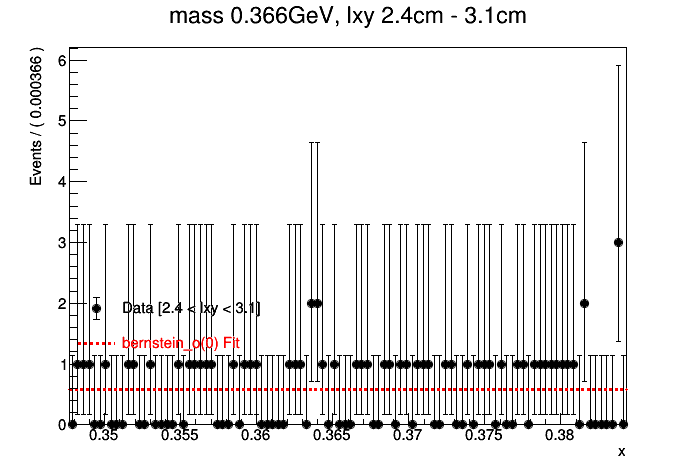 mass 0.366GeV, lxy 2.4cm - 3.1cm
Events / ( 0.000366 )
6
5
4
3
2
1
0
Data [2.4 < lxy < 3.1]
bernstein_o(0) Fit
0.35 0.355 0.36 0.365 0.37 0.375 0.38
x